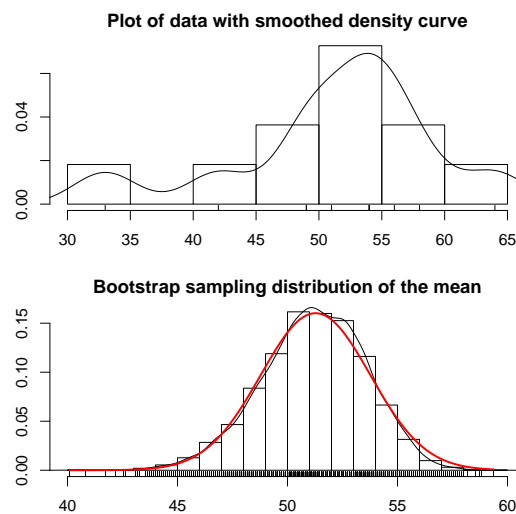 Plot of data with smoothed density curve
0.04
0.00
30 35 40 45 50 55 60 65
Bootstrap sampling distribution of the mean
0.15
0.10
0.05
0.00
40 45 50 55 60